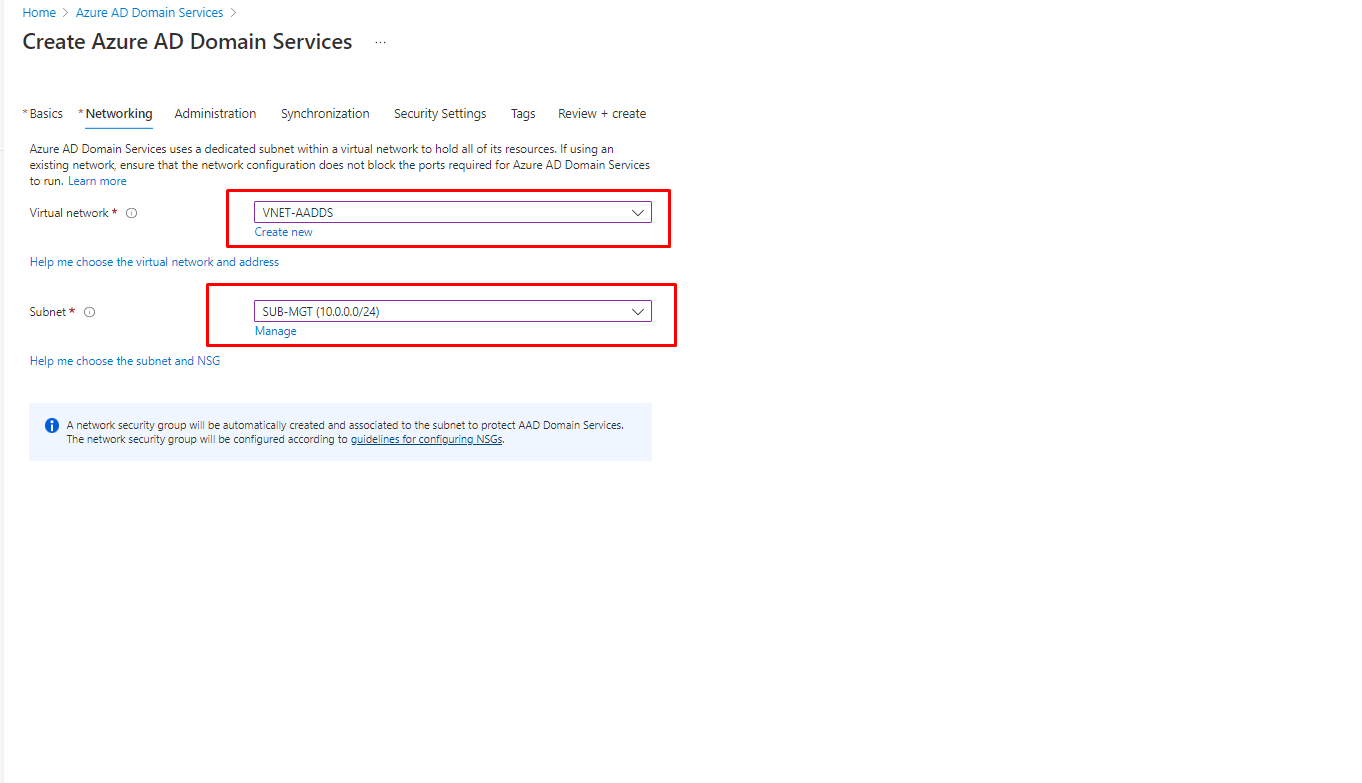 Home > Azure AD Domain Services >
Create Azure AD Domain Services ...
* Basics * Networking Administration Synchronization Security Settings Tags Review + create
Azure AD Domain Services uses a dedicated subnet within a virtual network to hold all of its resources. If using an
existing network, ensure that the network configuration does not block the ports required for Azure AD Domain Services
to run. Learn more
Virtual network * VNET-AADDS
Create new
Help me choose the virtual network and address
Subnet * SUB-MGT (10.0.0.0/24)
Manage
Help me choose the subnet and NSG
A network security group will be automatically created and associated to the subnet to protect AAD Domain Services.
The network security group will be configured according to guidelines for configuring NSGs.